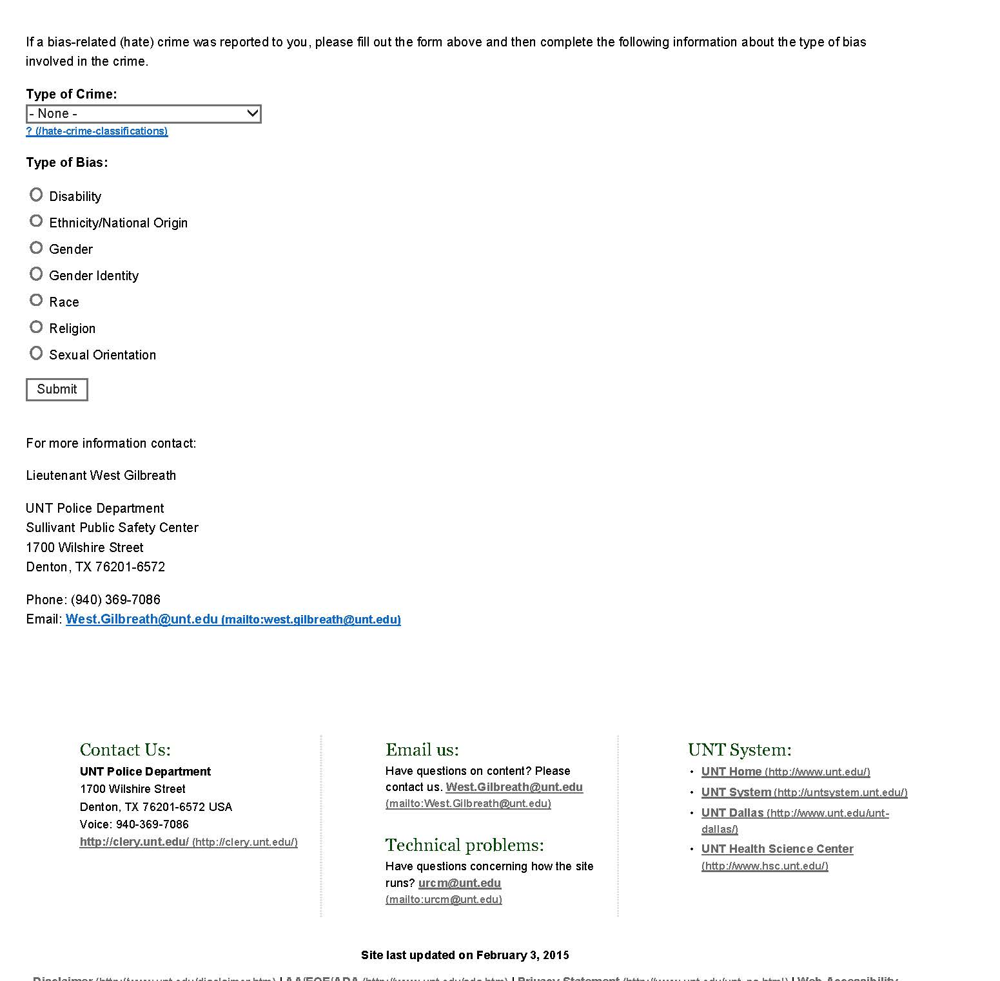 If a bias-related (hate) crime was reported to you, please fill out the form above and then complete the following information about the type of bias
involved in the crime.
Type of Crime:
- None -
? (/hate-crime-classifications)
Type of Bias:
Disability
Ethnicity/National Origin
Gender
Gender Identity
Race
Religion
Sexual Orientation
Submit
For more information contact:
Lieutenant West Gilbreath
UNT Police Department
Sullivant Public Safety Center
1700 Wilshire Street
Denton, TX 76201-6572
Phone: (940) 369-7086
Email: West.Gilbreath@unt.edu (mailto:west.gilbreath@unt.edu)
Contact Us:
UNT Police Department
1700 Wilshire Street
Denton, TX 76201-6572 USA
Voice: 940-369-7086
http://clery.unt.edu/ (http://clery.unt.edu/)
Email us:
Have questions on content? Please
contact us. West.Gilbreath@unt.edu
(mailto:West.Gilbreath@unt.edu)
Technical problems:
Have questions concerning how the site
runs? urcm@unt.edu
(mailto:urcm@unt.edu)
UNT System:
• UNT Home (http://www.unt.edu/)
• UNT System (http://untsystem.unt.edu/)
• UNT Dallas (http://www.unt.edu/unt-
dallas/)
• UNT Health Science Center
(http://www.hsc.unt.edu/)
Site last updated on February 3, 2015
Disclaimer (http://www.unt.edu/disclaimer.htm) | AA/EOE/ADA (http://www.unt.edu/ada.htm) | Privacy Statement (http://www.unt.edu/unt_ps.html) | Web Accessibility